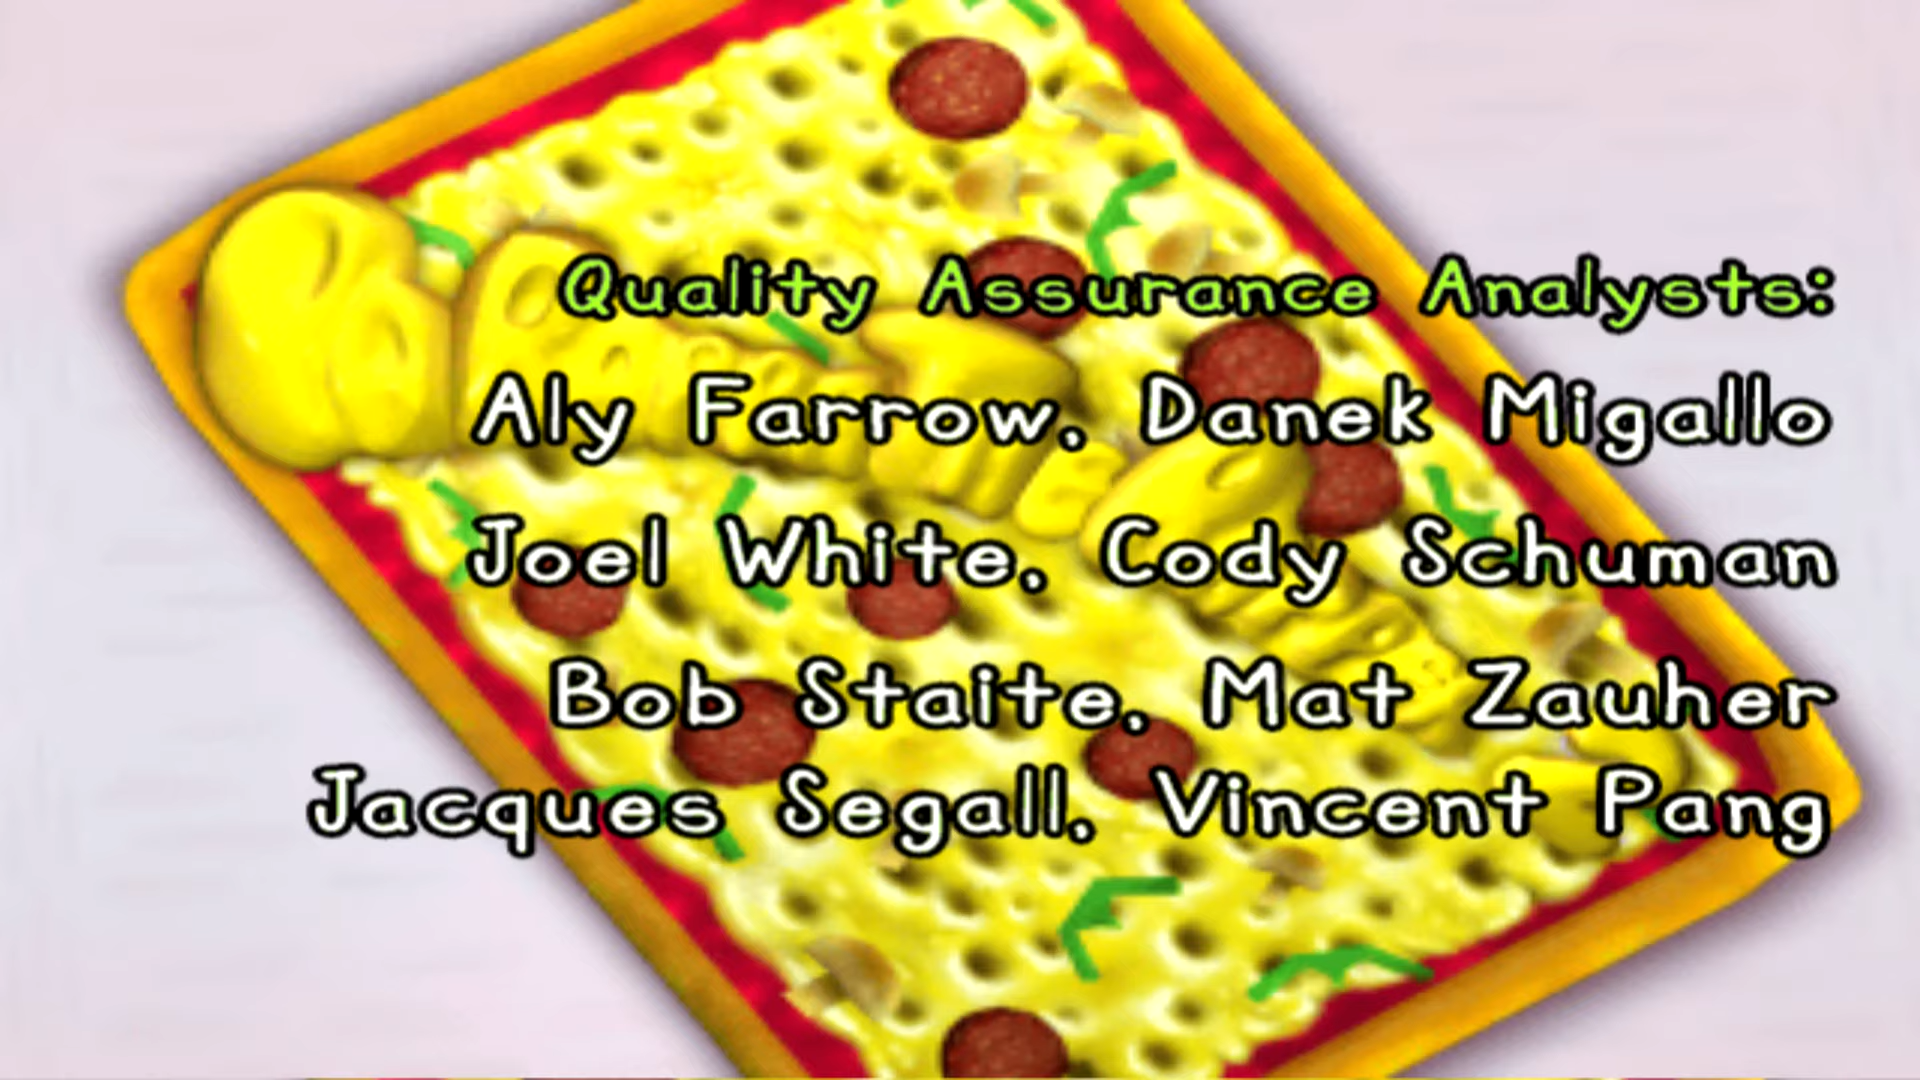 Quality Assurance Analysts:
Aly Farrow, Danek Migallo
Joel White, Cody Schuman
Bob Staite, Mat Zauher
Jacques Segall, Vincent Pang